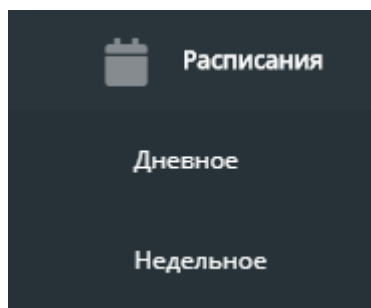 Расписания
Дневное
Недельное